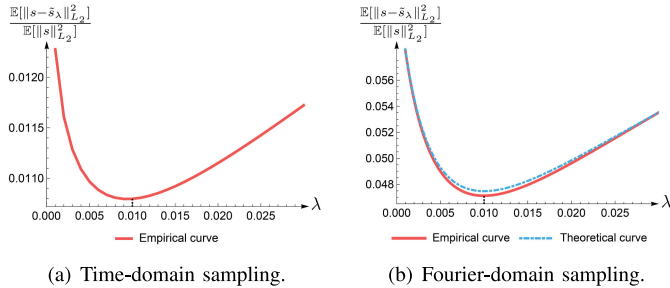 𝔼[‖s−s̃_λ‖²_{L₂}]
𝔼[‖s‖²_{L₂}]
0.0120
0.0115
0.0110
0.000 0.005 0.010 0.015 0.020 0.025
λ
Empirical curve
(a) Time-domain sampling.
𝔼[‖s−s̃_λ‖²_{L₂}]
𝔼[‖s‖²_{L₂}]
0.056
0.054
0.052
0.050
0.048
0.000 0.005 0.010 0.015 0.020 0.025
λ
Empirical curve Theoretical curve
(b) Fourier-domain sampling.